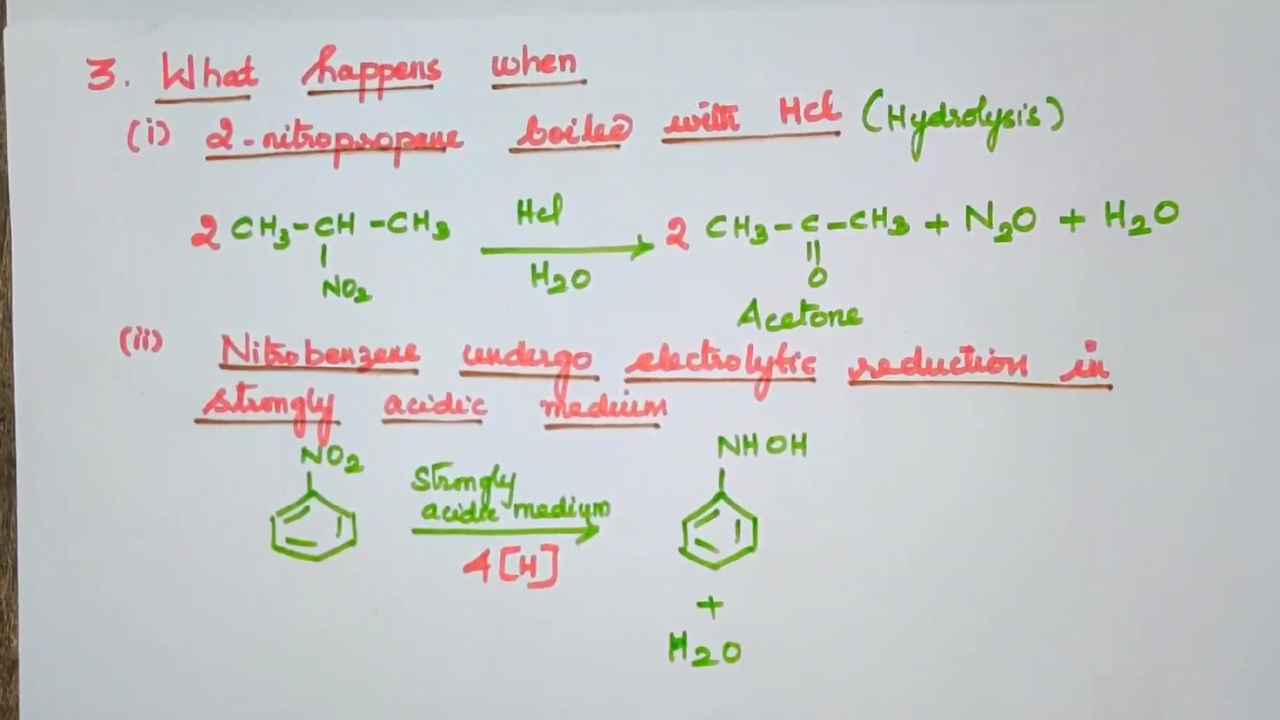 3. What happens when
(i) 2-nitropropane boiled with Hcl (Hydrolysis)
2 CH3-CH-CH3 Hcl H2O 2 CH3-C-CH3 + N2O + H2O
NO2 O
Acetone
(ii) Nitrobenzene undergo electrolytic reduction in
strongly acidic medium
NO2 NHOH
Strongly
acidic medium
4[H]
+
H2O